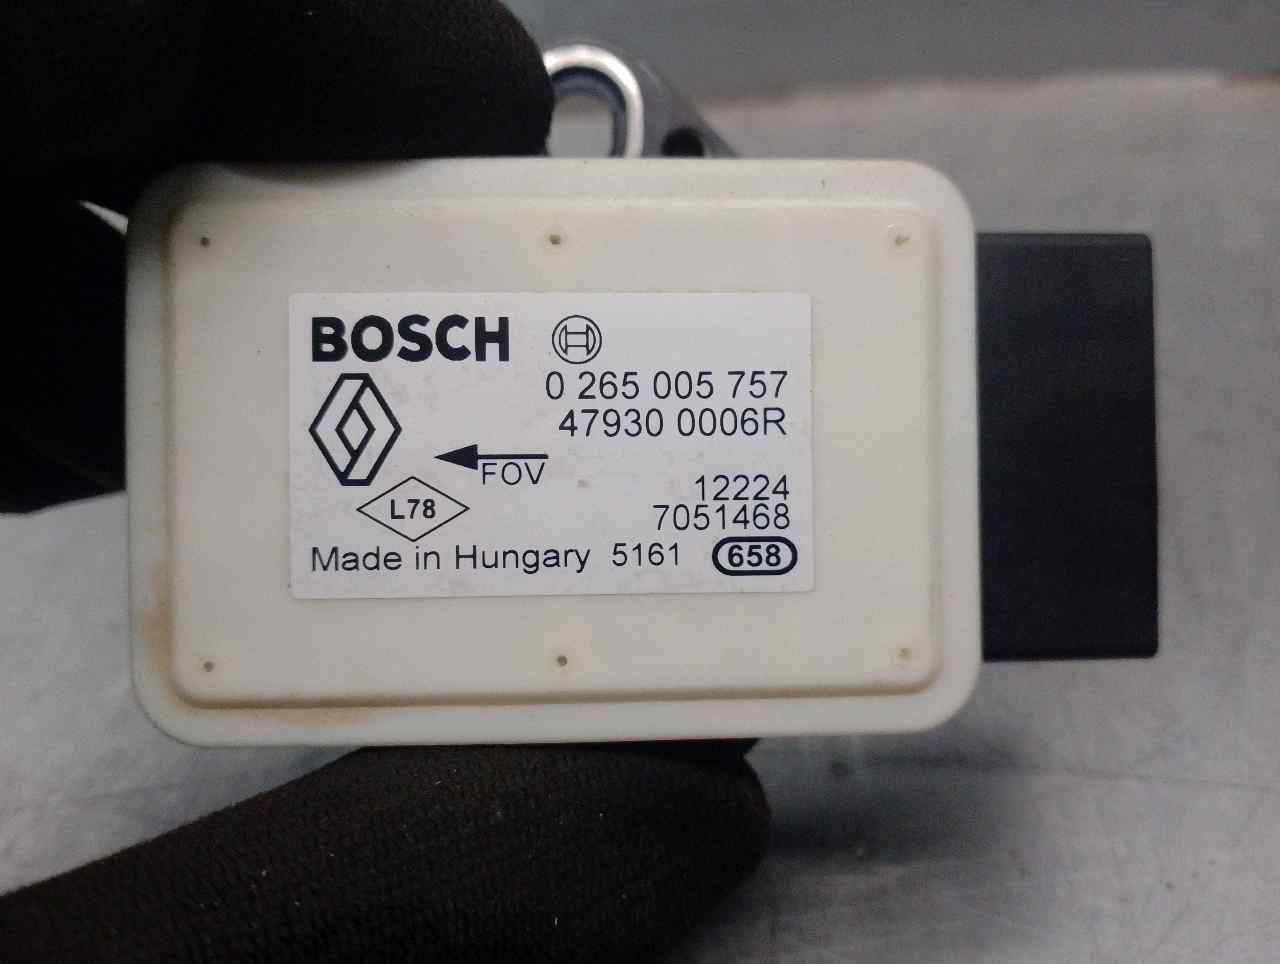 BOSCH
0 265 005 757
47930 0006R
FOV
12224
L78
7051468
Made in Hungary 5161 658